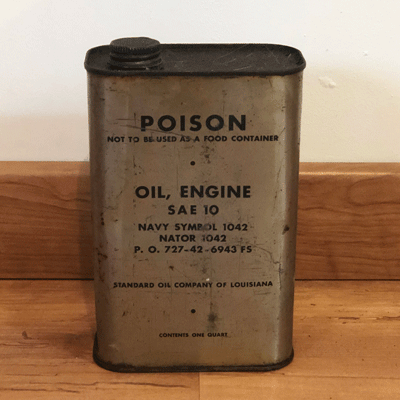 POISON
NOT TO BE USED AS A FOOD CONTAINER
OIL, ENGINE
SAE 10
NAVY SYMBOL 1042
NATOR 1042
P. O. 727-42-6943 FS
STANDARD OIL COMPANY OF LOUISIANA
CONTENTS ONE QUART